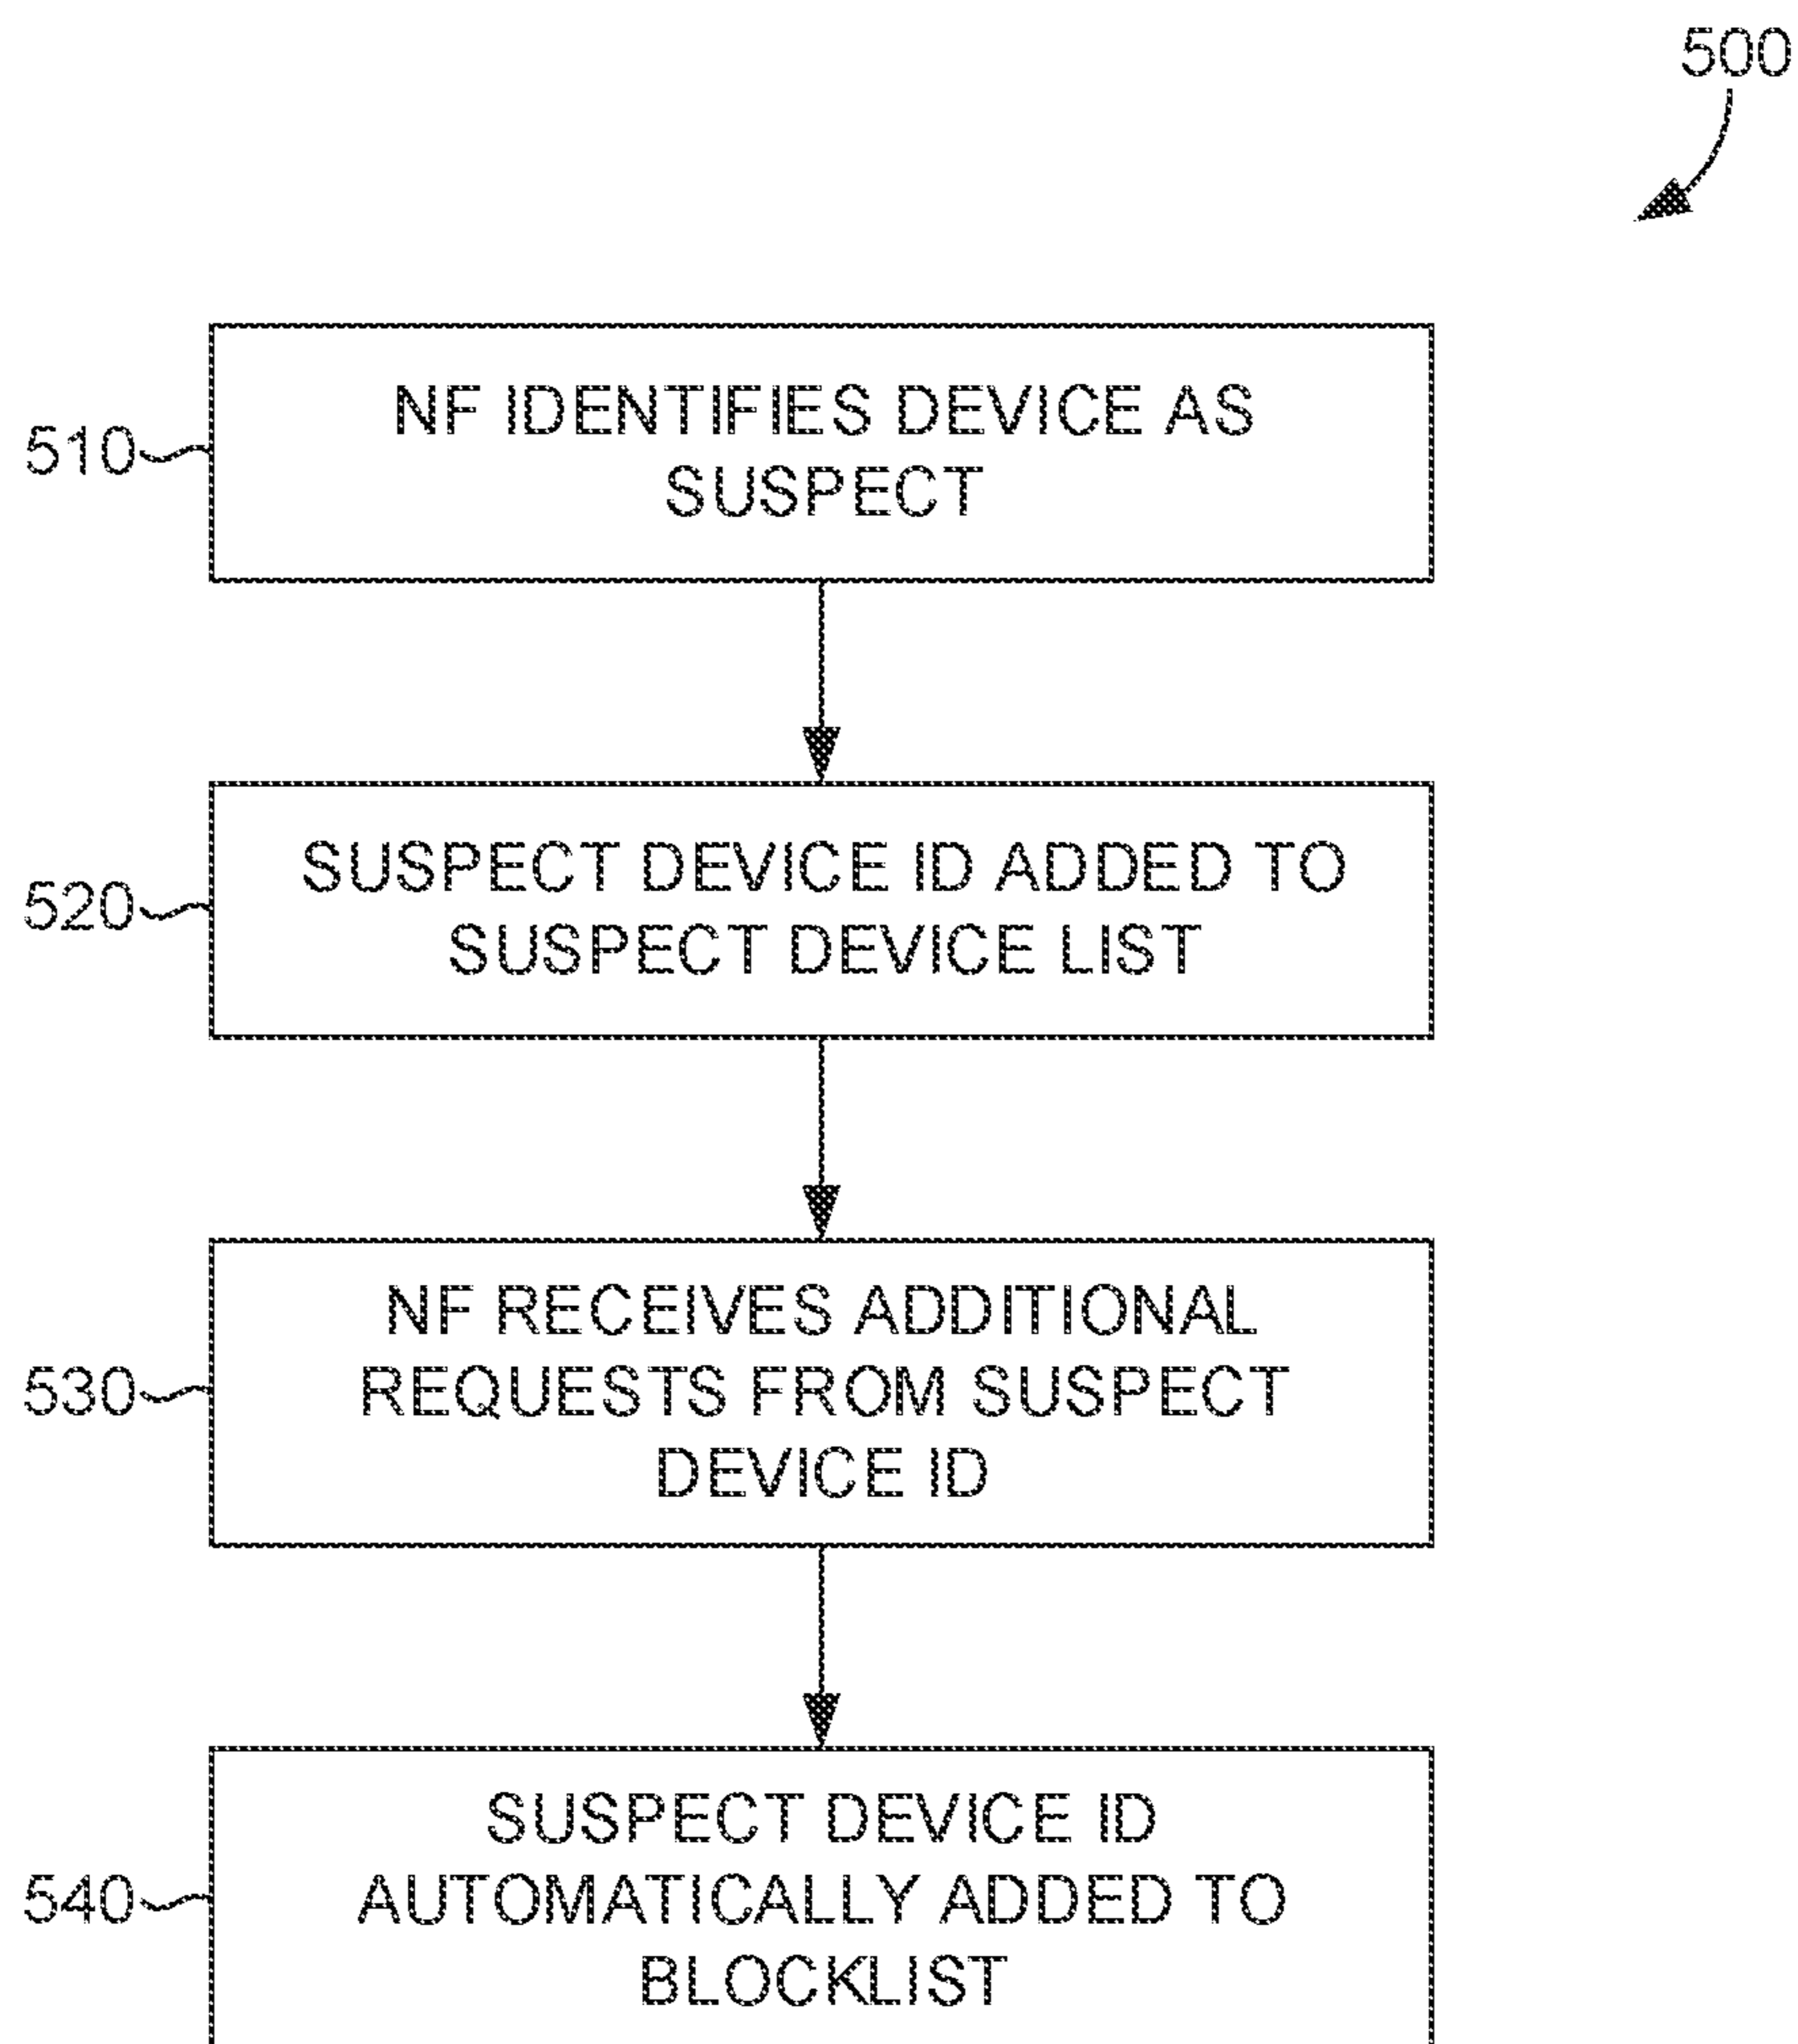 500
NF IDENTIFIES DEVICE AS
SUSPECT
510
SUSPECT DEVICE ID ADDED TO
SUSPECT DEVICE LIST
520
NF RECEIVES ADDITIONAL
REQUESTS FROM SUSPECT
DEVICE ID
530
SUSPECT DEVICE ID
AUTOMATICALLY ADDED TO
BLOCKLIST
540